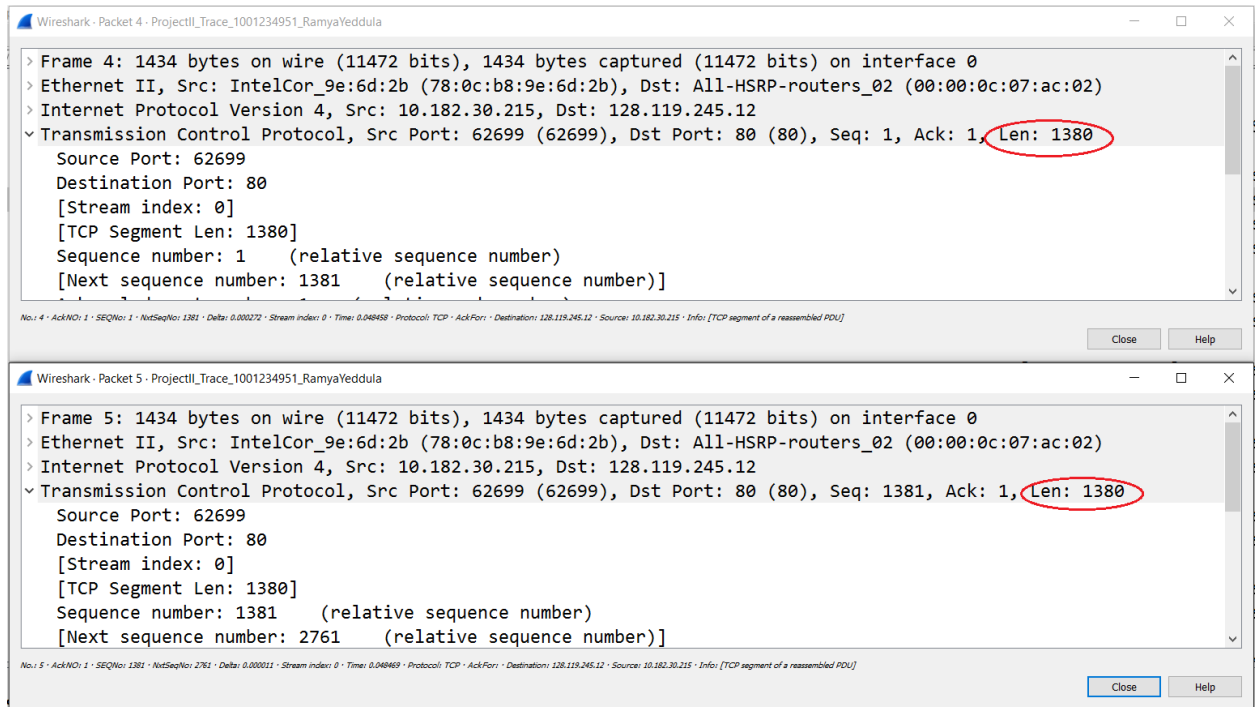 Wireshark · Packet 4 · ProjectII_Trace_1001234951_RamyaYeddula
Frame 4: 1434 bytes on wire (11472 bits), 1434 bytes captured (11472 bits) on interface 0
Ethernet II, Src: IntelCor_9e:6d:2b (78:0c:b8:9e:6d:2b), Dst: All-HSRP-routers_02 (00:00:0c:07:ac:02)
Internet Protocol Version 4, Src: 10.182.30.215, Dst: 128.119.245.12
Transmission Control Protocol, Src Port: 62699 (62699), Dst Port: 80 (80), Seq: 1, Ack: 1, Len: 1380
Source Port: 62699
Destination Port: 80
[Stream index: 0]
[TCP Segment Len: 1380]
Sequence number: 1    (relative sequence number)
[Next sequence number: 1381    (relative sequence number)]
No.: 4 · AckNO: 1 · SEQNo: 1 · NxtSeqNo: 1381 · Delta: 0.000272 · Stream index: 0 · Time: 0.048458 · Protocol: TCP · AckFor: · Destination: 128.119.245.12 · Source: 10.182.30.215 · Info: [TCP segment of a reassembled PDU]
Close Help
Wireshark · Packet 5 · ProjectII_Trace_1001234951_RamyaYeddula
Frame 5: 1434 bytes on wire (11472 bits), 1434 bytes captured (11472 bits) on interface 0
Ethernet II, Src: IntelCor_9e:6d:2b (78:0c:b8:9e:6d:2b), Dst: All-HSRP-routers_02 (00:00:0c:07:ac:02)
Internet Protocol Version 4, Src: 10.182.30.215, Dst: 128.119.245.12
Transmission Control Protocol, Src Port: 62699 (62699), Dst Port: 80 (80), Seq: 1381, Ack: 1, Len: 1380
Source Port: 62699
Destination Port: 80
[Stream index: 0]
[TCP Segment Len: 1380]
Sequence number: 1381    (relative sequence number)
[Next sequence number: 2761    (relative sequence number)]
No.: 5 · AckNO: 1 · SEQNo: 1381 · NxtSeqNo: 2761 · Delta: 0.000011 · Stream index: 0 · Time: 0.048469 · Protocol: TCP · AckFor: · Destination: 128.119.245.12 · Source: 10.182.30.215 · Info: [TCP segment of a reassembled PDU]
Close Help